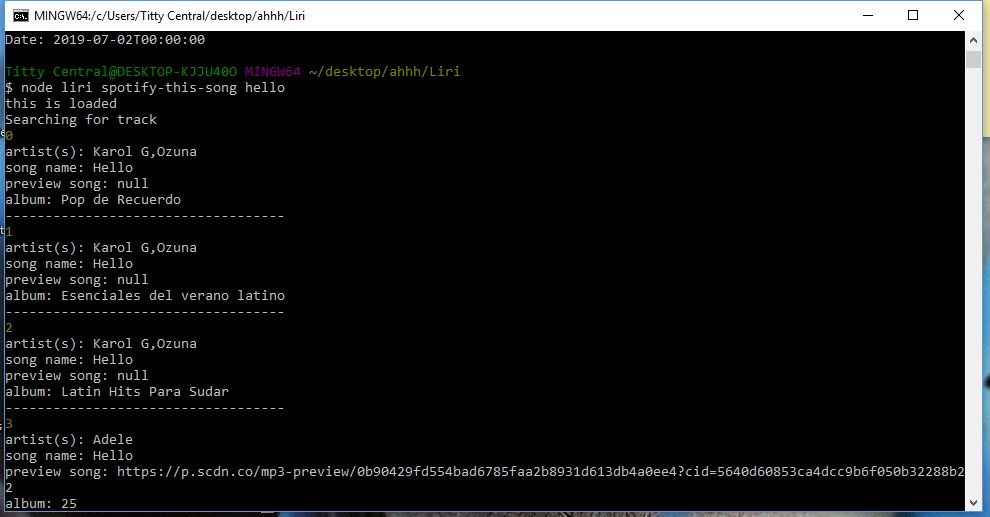 MINGW64:/c/Users/Titty Central/desktop/ahhh/Liri
Date: 2019-07-02T00:00:00
Titty Central@DESKTOP-KJJU40O MINGW64 ~/desktop/ahhh/Liri
$ node liri spotify-this-song hello
this is loaded
Searching for track
0
artist(s): Karol G,Ozuna
song name: Hello
preview song: null
album: Pop de Recuerdo
-----------------------------------
1
artist(s): Karol G,Ozuna
song name: Hello
preview song: null
album: Esenciales del verano latino
-----------------------------------
2
artist(s): Karol G,Ozuna
song name: Hello
preview song: null
album: Latin Hits Para Sudar
-----------------------------------
3
artist(s): Adele
song name: Hello
preview song: https://p.scdn.co/mp3-preview/0b90429fd554bad6785faa2b8931d613db4a0ee4?cid=5640d60853ca4dcc9b6f050b32288b2
2
album: 25